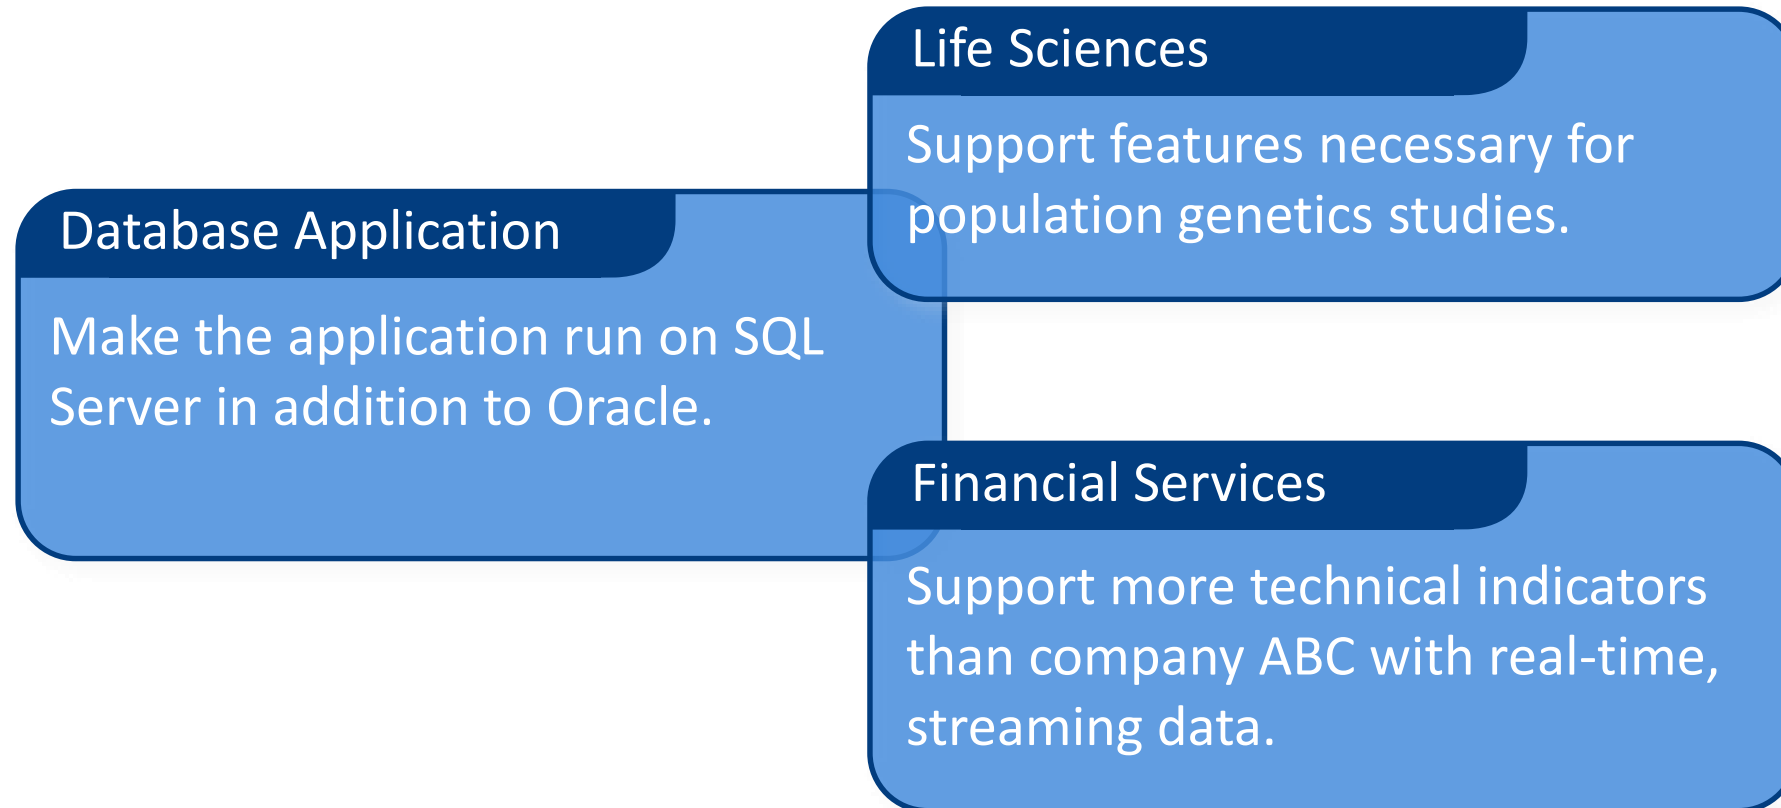 Life Sciences
Support features necessary for
population genetics studies.
Database Application
Make the application run on SQL
Server in addition to Oracle.
Financial Services
Support more technical indicators
than company ABC with real-time,
streaming data.